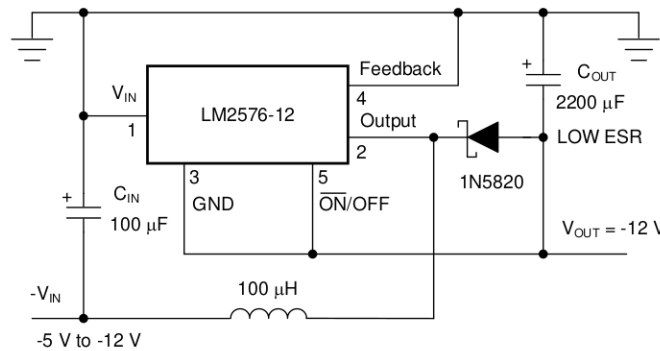 Feedback
+
C_OUT
V_IN
4
2200 µF
LM2576-12
Output
1
2
LOW ESR
3
5
1N5820
+
C_IN
GND
ON/OFF
100 µF
V_OUT = -12 V
100 µH
-V_IN
-5 V to -12 V